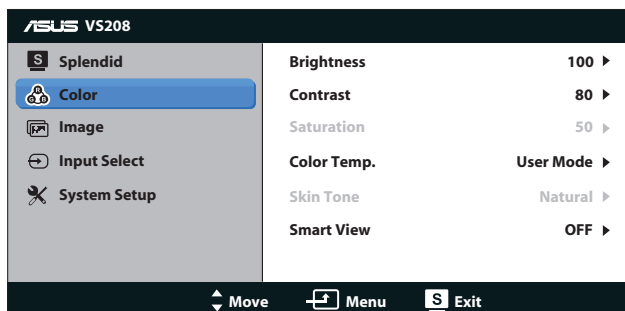 ASUS VS208
S Splendid
Color
Image
Input Select
System Setup
Brightness 100
Contrast 80
Saturation 50
Color Temp. User Mode
Skin Tone Natural
Smart View OFF
Move Menu S Exit